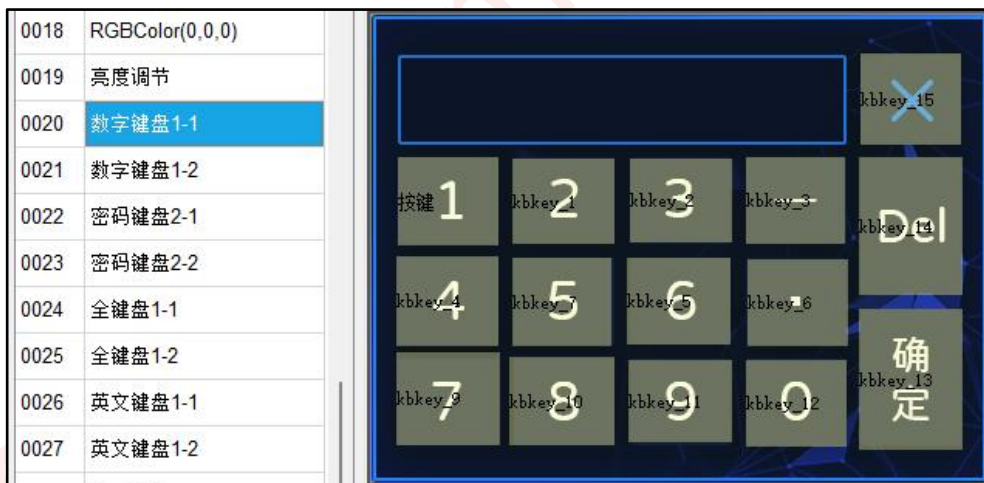 0018 RGBColor(0,0,0)
0019 亮度调节
0020 数字键盘1-1
0021 数字键盘1-2
0022 密码键盘2-1
0023 密码键盘2-2
0024 全键盘1-1
0025 全键盘1-2
0026 英文键盘1-1
0027 英文键盘1-2
kbkey_15
按键 1 kbkey_1 2 kbkey_2 3 kbkey_3 —
kbkey_14 Del
kbkey_4 4 kbkey_7 5 kbkey_5 6 kbkey_6 .
kbkey_13 确定
kbkey_9 7 kbkey_10 8 kbkey_11 9 kbkey_12 0